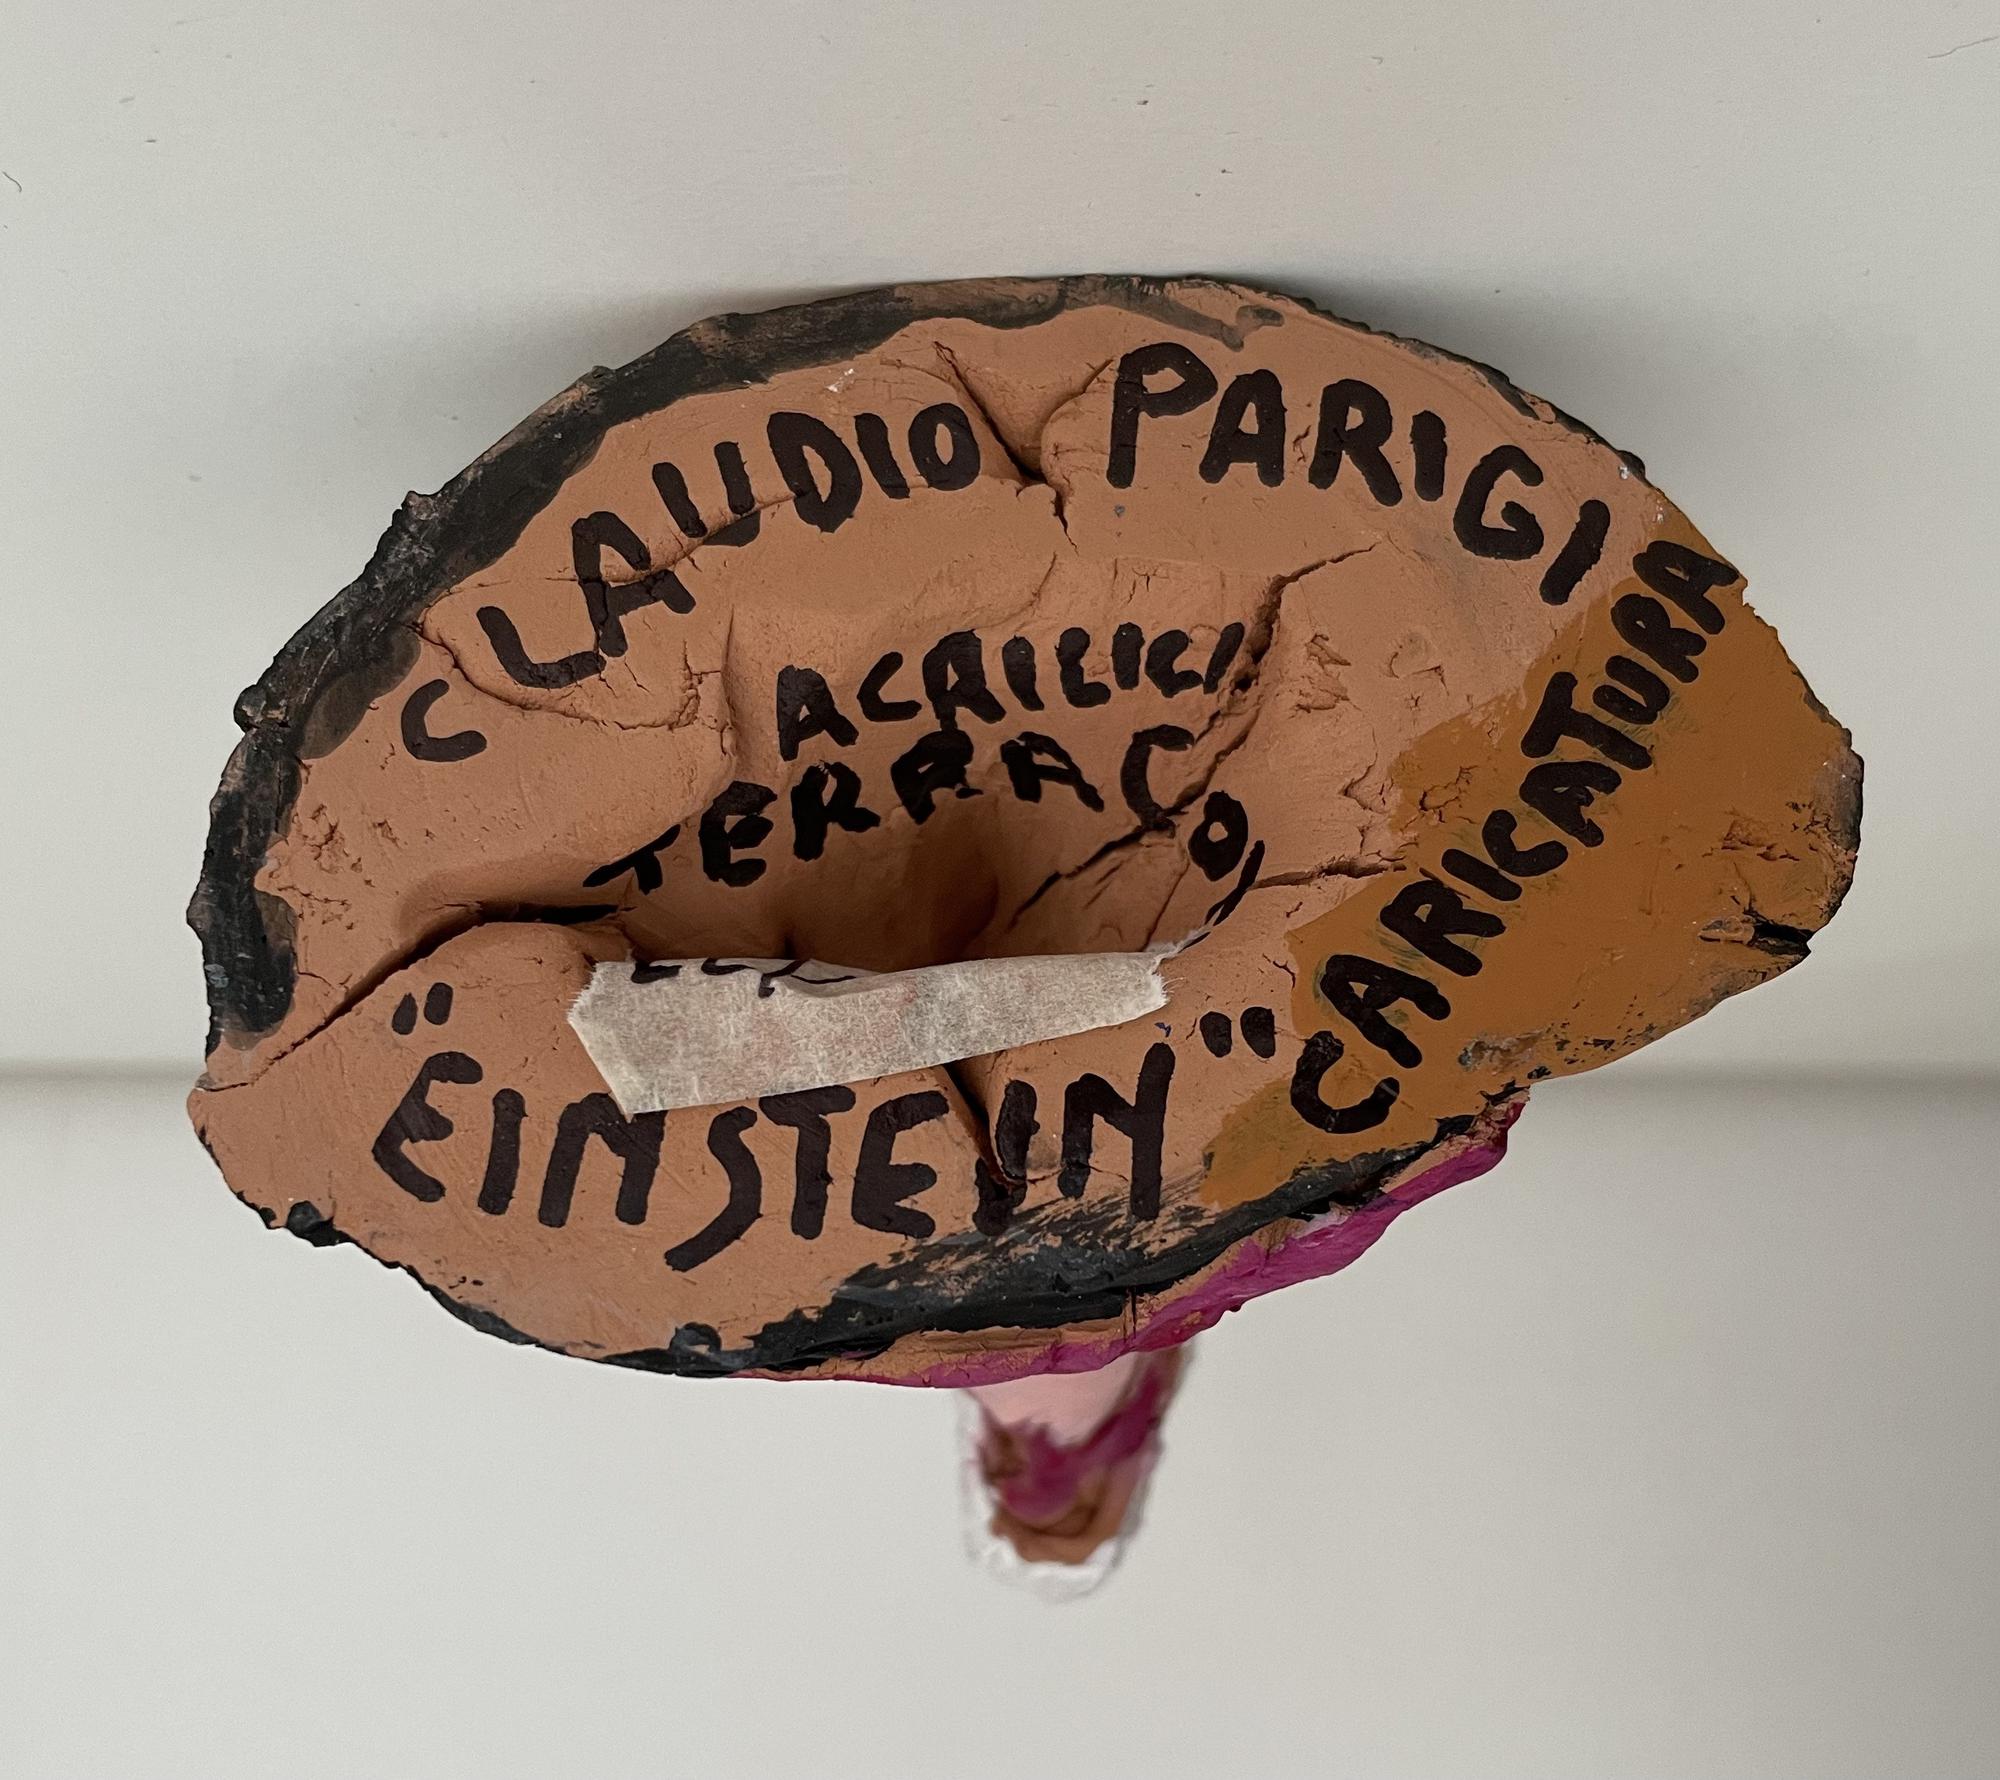 CLAUDIO PARIGI
ACRILICI
TERRACO
"EINSTEIN"
CARICATURA